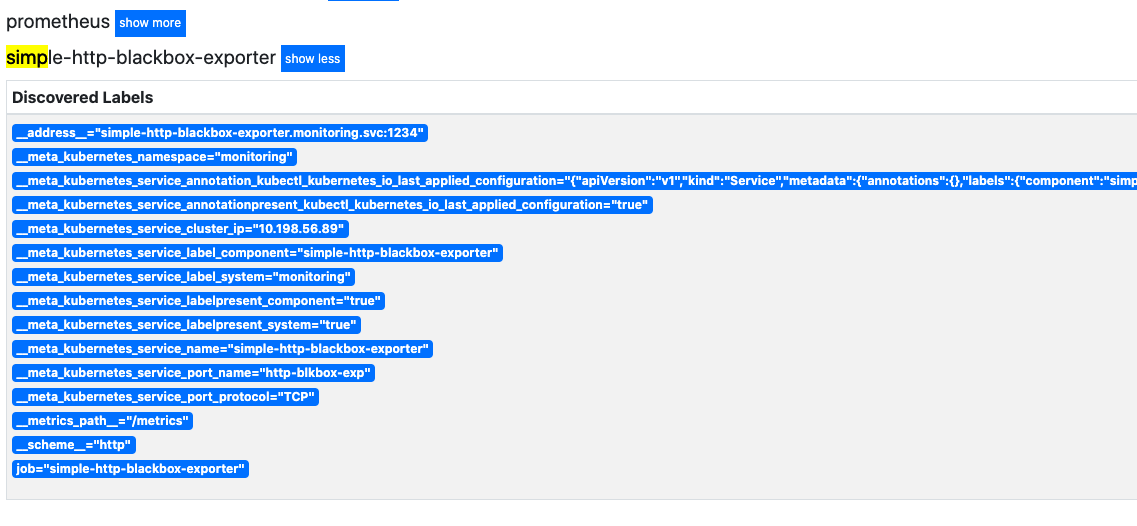 prometheus show more
simple-http-blackbox-exporter show less
Discovered Labels
__address__="simple-http-blackbox-exporter.monitoring.svc:1234"
__meta_kubernetes_namespace="monitoring"
__meta_kubernetes_service_annotation_kubectl_kubernetes_io_last_applied_configuration="{"apiVersion":"v1","kind":"Service","metadata":{"annotations":{},"labels":{"component":"simp
__meta_kubernetes_service_annotationpresent_kubectl_kubernetes_io_last_applied_configuration="true"
__meta_kubernetes_service_cluster_ip="10.198.56.89"
__meta_kubernetes_service_label_component="simple-http-blackbox-exporter"
__meta_kubernetes_service_label_system="monitoring"
__meta_kubernetes_service_labelpresent_component="true"
__meta_kubernetes_service_labelpresent_system="true"
__meta_kubernetes_service_name="simple-http-blackbox-exporter"
__meta_kubernetes_service_port_name="http-blkbox-exp"
__meta_kubernetes_service_port_protocol="TCP"
__metrics_path__="/metrics"
__scheme__="http"
job="simple-http-blackbox-exporter"